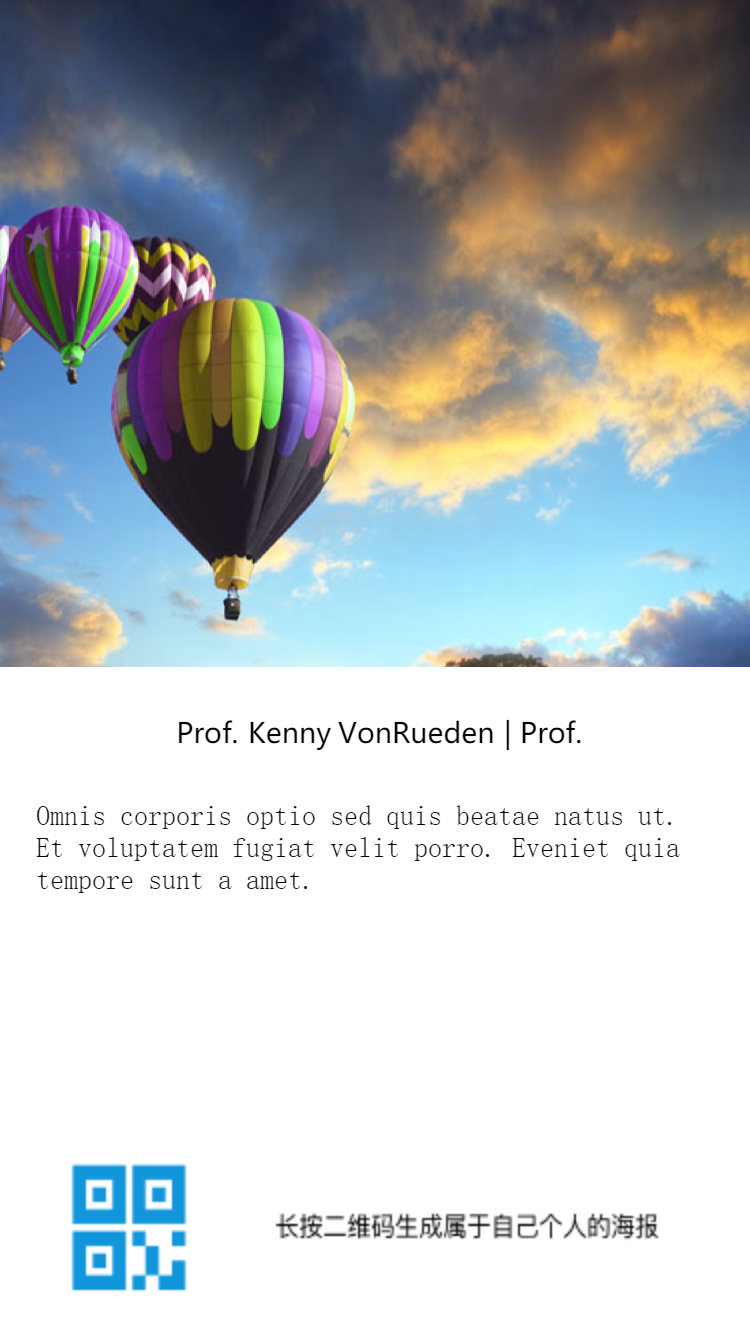 Prof. Kenny VonRueden | Prof.
Omnis corporis optio sed quis beatae natus ut.
Et voluptatem fugiat velit porro. Eveniet quia
tempore sunt a amet.
长按二维码生成属于自己个人的海报